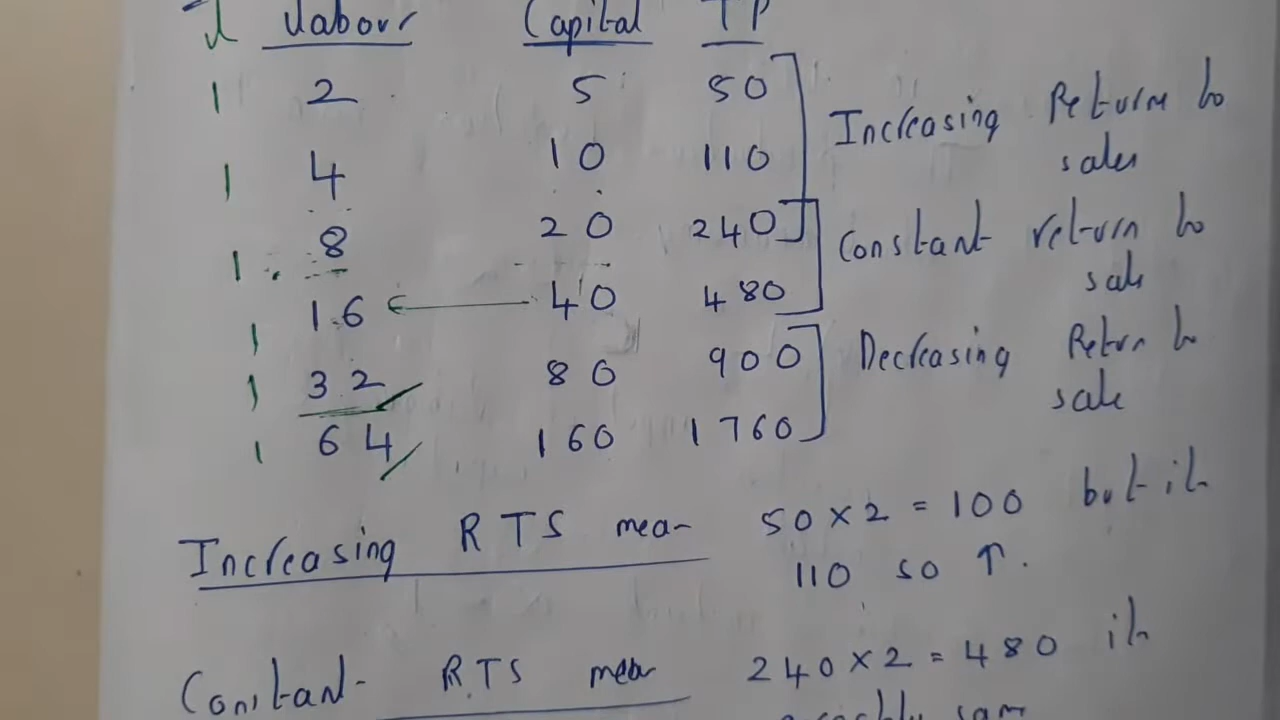 Labour Capital TP
1 2 5 50
1 4 10 110
1 8 20 240
1 16 40 480
1 32 80 900
1 64 160 1760
Increasing Return to
sales
Constant return to
sale
Decreasing Return to
sale
Increasing RTS mean 50 × 2 = 100 but it
110 so ↑.
Constant RTS mean 240 × 2 = 480 it
same